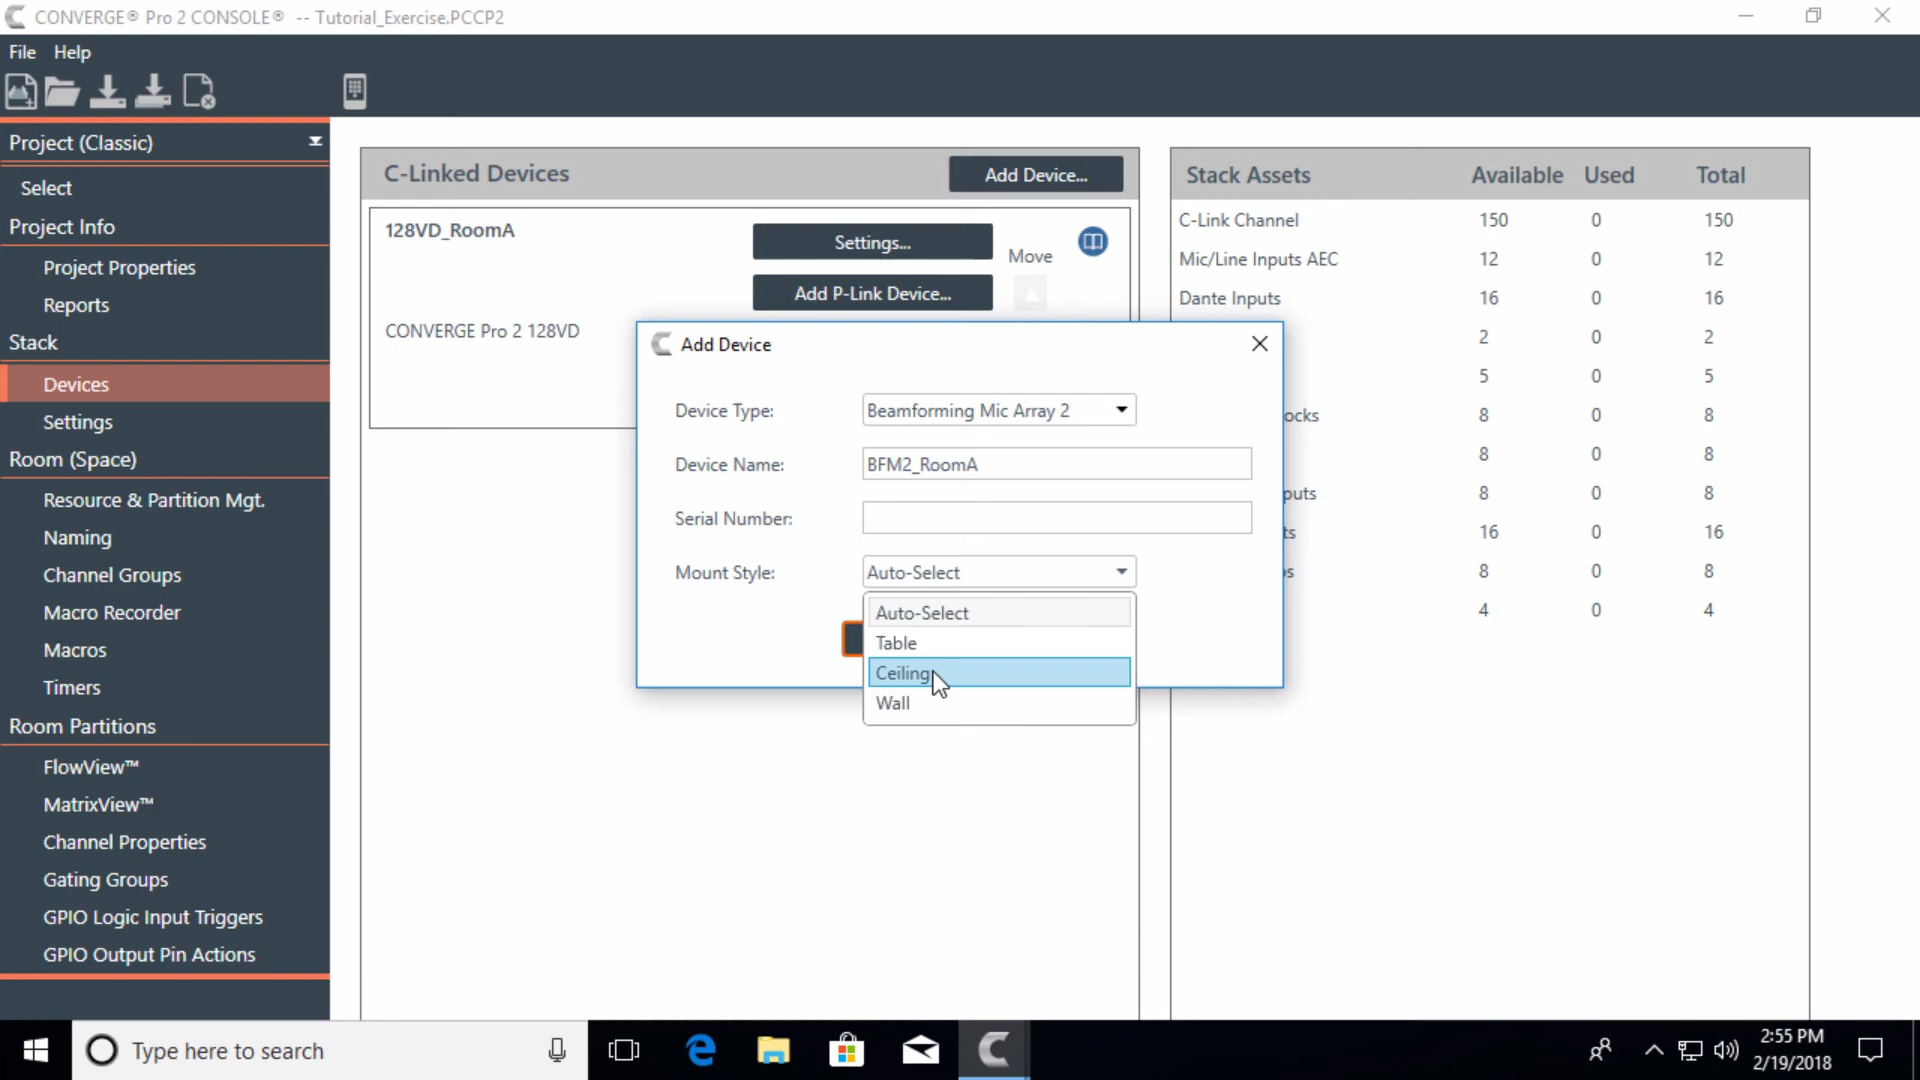 CONVERGE® Pro 2 CONSOLE® -- Tutorial_Exercise.PCCP2
File Help
Project (Classic)
Select
Project Info
Project Properties
Reports
Stack
Devices
Settings
Room (Space)
Resource & Partition Mgt.
Naming
Channel Groups
Macro Recorder
Macros
Timers
Room Partitions
FlowView™
MatrixView™
Channel Properties
Gating Groups
GPIO Logic Input Triggers
GPIO Output Pin Actions
C-Linked Devices
Add Device...
128VD_RoomA
Settings...
Move
Add P-Link Device...
CONVERGE Pro 2 128VD
Add Device
Device Type: Beamforming Mic Array 2
Device Name: BFM2_RoomA
Serial Number:
Mount Style: Auto-Select
Auto-Select
Table
Ceiling
Wall
Stack Assets Available Used Total
C-Link Channel 150 0 150
Mic/Line Inputs AEC 12 0 12
Dante Inputs 16 0 16
2 0 2
5 0 5
ocks 8 0 8
8 0 8
puts 8 0 8
ts 16 0 16
s 8 0 8
4 0 4
Type here to search
2:55 PM
2/19/2018